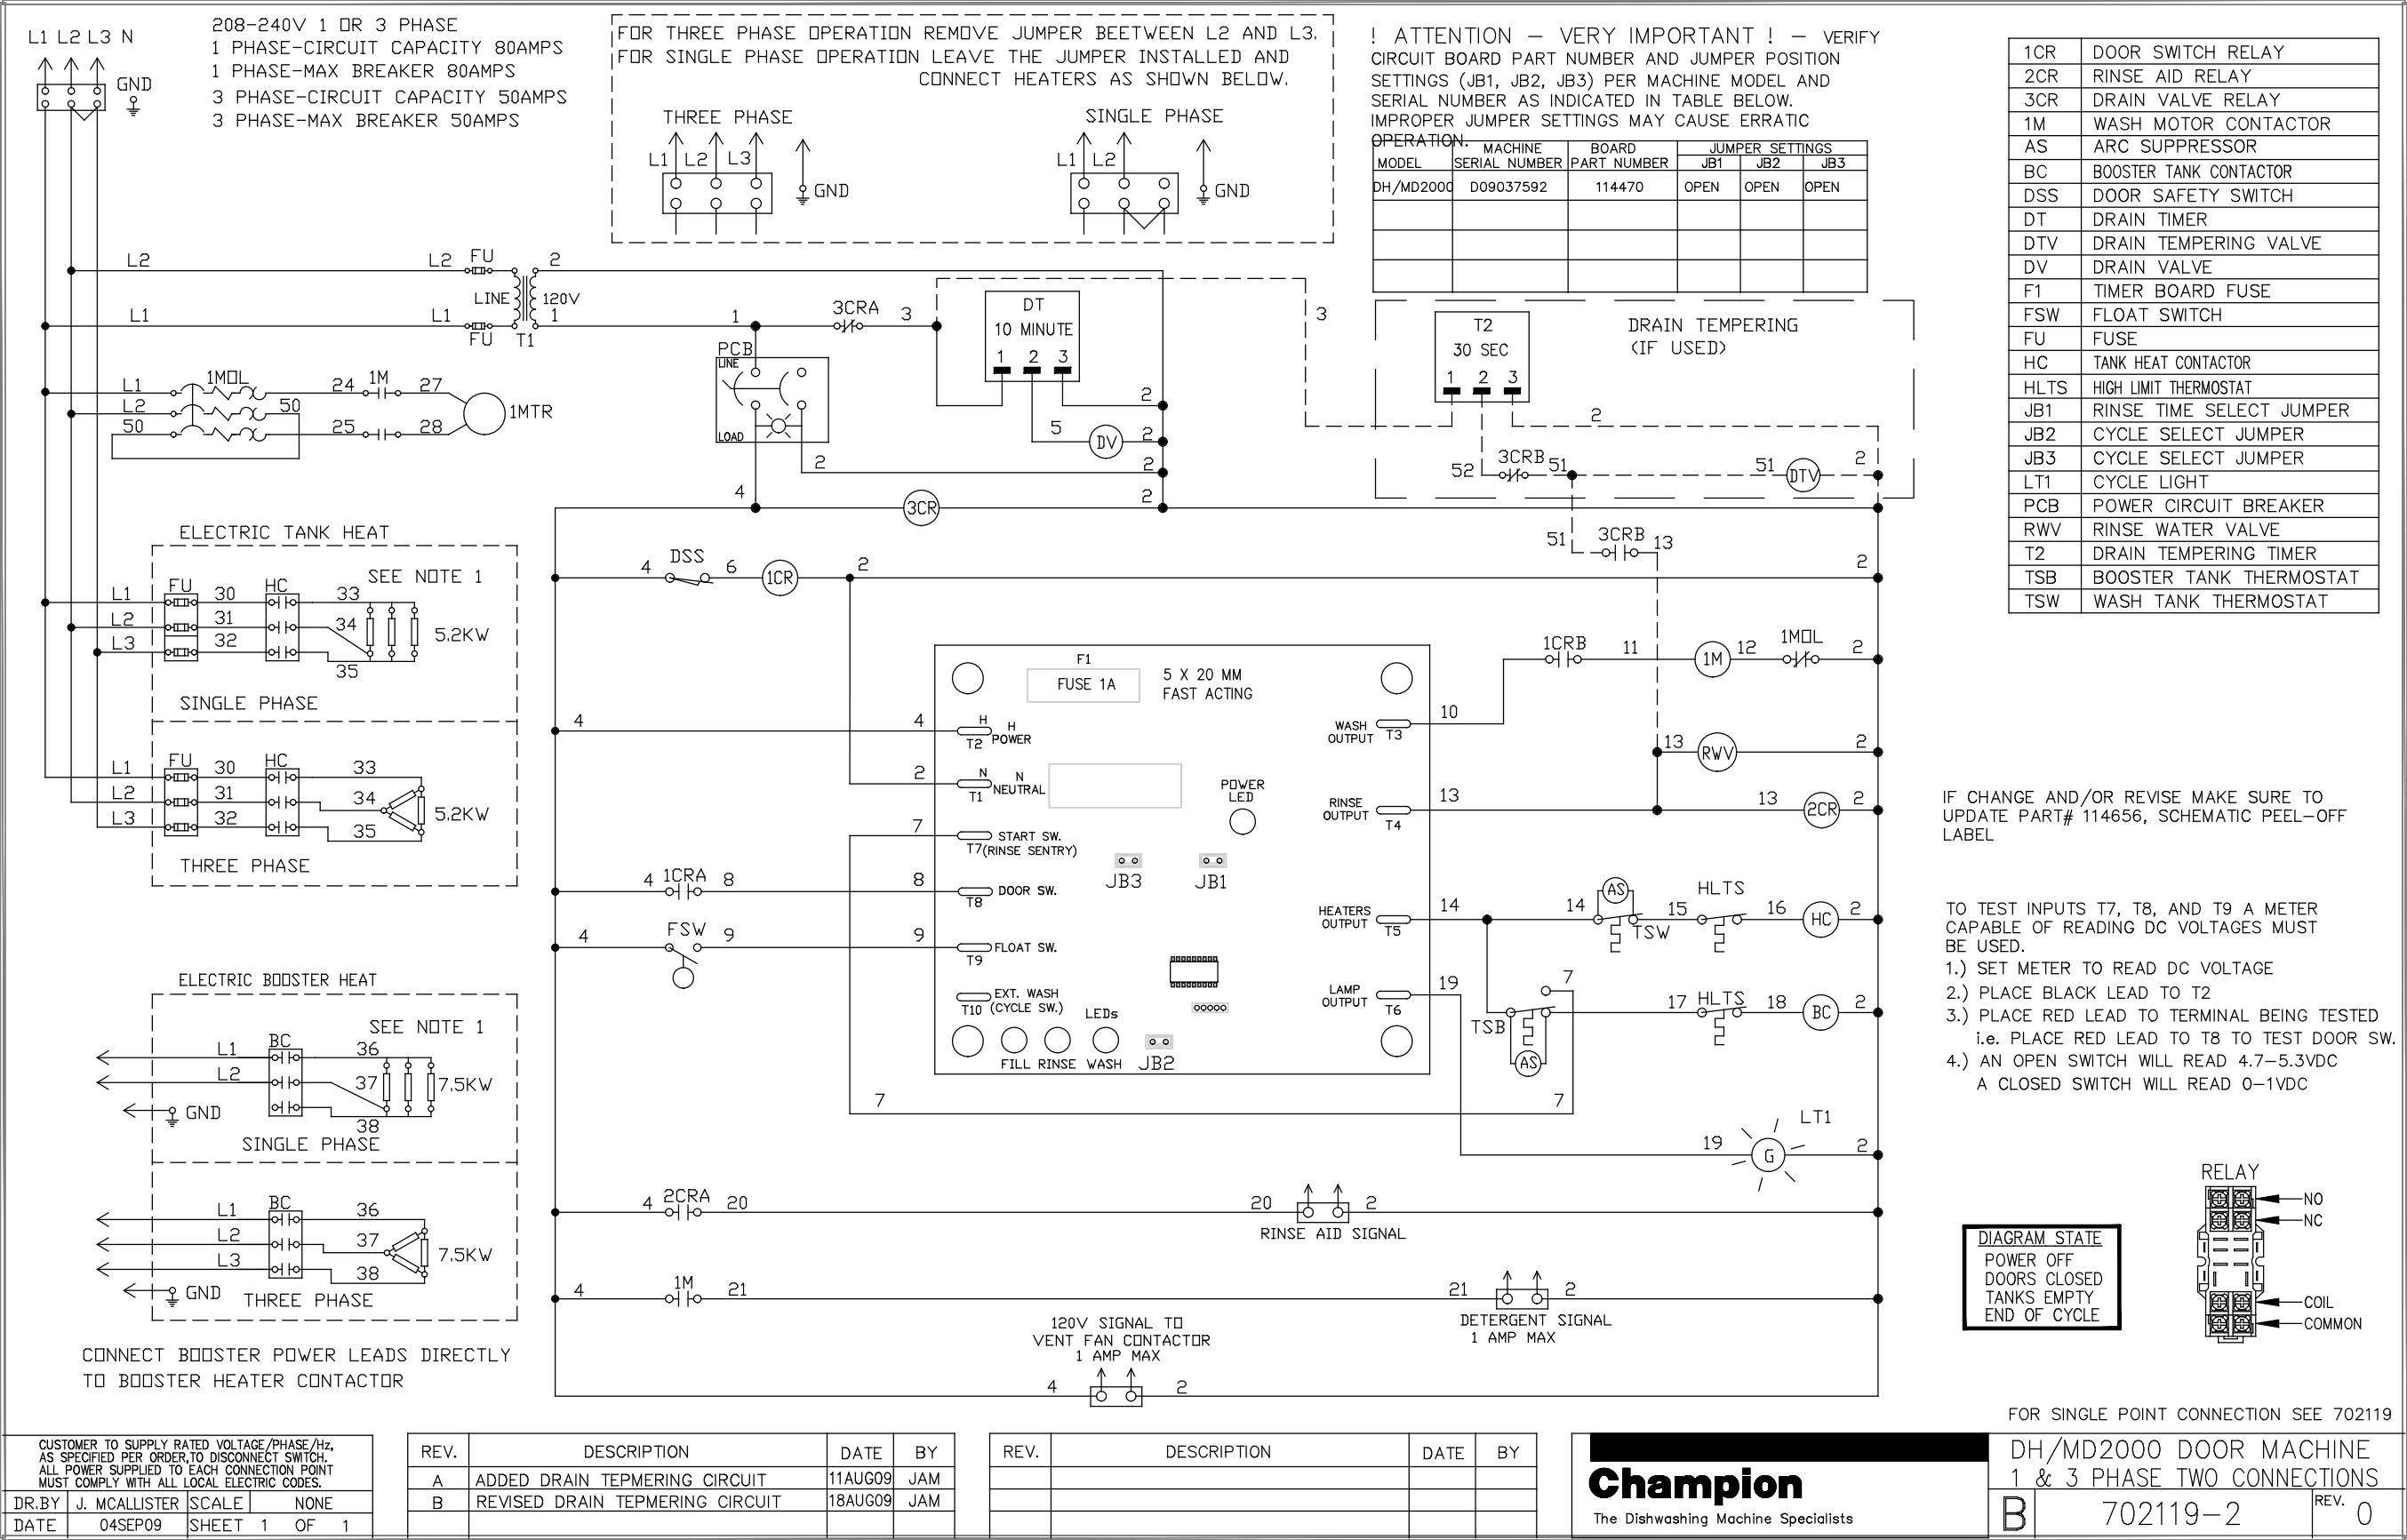 L1 L2 L3 N
GND
208-240V 1 OR 3 PHASE
1 PHASE-CIRCUIT CAPACITY 80AMPS
1 PHASE-MAX BREAKER 80AMPS
3 PHASE-CIRCUIT CAPACITY 50AMPS
3 PHASE-MAX BREAKER 50AMPS
FOR THREE PHASE OPERATION REMOVE JUMPER BEETWEEN L2 AND L3.
FOR SINGLE PHASE OPERATION LEAVE THE JUMPER INSTALLED AND
CONNECT HEATERS AS SHOWN BELOW.
THREE PHASE
L1 L2 L3
GND
SINGLE PHASE
L1 L2
GND
! ATTENTION - VERY IMPORTANT ! - VERIFY
CIRCUIT BOARD PART NUMBER AND JUMPER POSITION
SETTINGS (JB1, JB2, JB3) PER MACHINE MODEL AND
SERIAL NUMBER AS INDICATED IN TABLE BELOW.
IMPROPER JUMPER SETTINGS MAY CAUSE ERRATIC
OPERATION.
MACHINE BOARD JUMPER SETTINGS
MODEL SERIAL NUMBER PART NUMBER JB1 JB2 JB3
DH/MD2000 D09037592 114470 OPEN OPEN OPEN
1CR DOOR SWITCH RELAY
2CR RINSE AID RELAY
3CR DRAIN VALVE RELAY
1M WASH MOTOR CONTACTOR
AS ARC SUPPRESSOR
BC BOOSTER TANK CONTACTOR
DSS DOOR SAFETY SWITCH
DT DRAIN TIMER
DTV DRAIN TEMPERING VALVE
DV DRAIN VALVE
F1 TIMER BOARD FUSE
FSW FLOAT SWITCH
FU FUSE
HC TANK HEAT CONTACTOR
HLTS HIGH LIMIT THERMOSTAT
JB1 RINSE TIME SELECT JUMPER
JB2 CYCLE SELECT JUMPER
JB3 CYCLE SELECT JUMPER
LT1 CYCLE LIGHT
PCB POWER CIRCUIT BREAKER
RWV RINSE WATER VALVE
T2 DRAIN TEMPERING TIMER
TSB BOOSTER TANK THERMOSTAT
TSW WASH TANK THERMOSTAT
L2 L2 FU 2
LINE 120V
L1 L1 FU T1 1 1 3CRA 3
DT
10 MINUTE
1 2 3
3
T2
30 SEC
1 2 3
DRAIN TEMPERING
(IF USED)
PCB
LINE
LOAD
L1 1MOL 24 1M 27
L2 50 1MTR
50 25 28
2
5 DV 2
2 2
2
52 3CRB 51 51 DTV 2
4 3CR 2
51 3CRB 13
ELECTRIC TANK HEAT
SEE NOTE 1
FU HC
L1 30 33
L2 31 34
L3 32 35
5.2KW
SINGLE PHASE
FU HC
L1 30 33
L2 31 34
L3 32 35
5.2KW
THREE PHASE
4 DSS 6 1CR 2 2
F1
FUSE 1A
5 X 20 MM
FAST ACTING
4 4 H H
T2 POWER
2 N N
T1 NEUTRAL
7 START SW.
T7(RINSE SENTRY)
4 1CRA 8 8 DOOR SW.
T8
4 FSW 9 9 FLOAT SW.
T9
EXT. WASH
T10 (CYCLE SW.)
LEDs
FILL RINSE WASH JB2
POWER
LED
JB3 JB1
WASH
OUTPUT T3
RINSE
OUTPUT T4
HEATERS
OUTPUT T5
LAMP
OUTPUT T6
10 1CRB 11 1M 12 1MOL 2
13 RWV 2
13 13 2CR 2
14 14 AS TSW 15 HLTS 16 HC 2
19 7
TSB AS 17 HLTS 18 BC 2
7 7
19 G LT1 2
4 2CRA 20 20 2
RINSE AID SIGNAL
4 1M 21 21 2
DETERGENT SIGNAL
1 AMP MAX
120V SIGNAL TO
VENT FAN CONTACTOR
1 AMP MAX
4 2
ELECTRIC BOOSTER HEAT
SEE NOTE 1
BC
L1 36
L2 37
38
7.5KW
GND
SINGLE PHASE
BC
L1 36
L2 37
L3 38
7.5KW
GND
THREE PHASE
CONNECT BOOSTER POWER LEADS DIRECTLY
TO BOOSTER HEATER CONTACTOR
IF CHANGE AND/OR REVISE MAKE SURE TO
UPDATE PART# 114656, SCHEMATIC PEEL-OFF
LABEL
TO TEST INPUTS T7, T8, AND T9 A METER
CAPABLE OF READING DC VOLTAGES MUST
BE USED.
1.) SET METER TO READ DC VOLTAGE
2.) PLACE BLACK LEAD TO T2
3.) PLACE RED LEAD TO TERMINAL BEING TESTED
i.e. PLACE RED LEAD TO T8 TO TEST DOOR SW.
4.) AN OPEN SWITCH WILL READ 4.7-5.3VDC
A CLOSED SWITCH WILL READ 0-1VDC
RELAY
NO
NC
COIL
COMMON
DIAGRAM STATE
POWER OFF
DOORS CLOSED
TANKS EMPTY
END OF CYCLE
FOR SINGLE POINT CONNECTION SEE 702119
CUSTOMER TO SUPPLY RATED VOLTAGE/PHASE/Hz,
AS SPECIFIED PER ORDER,TO DISCONNECT SWITCH.
ALL POWER SUPPLIED TO EACH CONNECTION POINT
MUST COMPLY WITH ALL LOCAL ELECTRIC CODES.
DR.BY J. MCALLISTER SCALE NONE
DATE 04SEP09 SHEET 1 OF 1
REV. DESCRIPTION DATE BY
A ADDED DRAIN TEPMERING CIRCUIT 11AUG09 JAM
B REVISED DRAIN TEPMERING CIRCUIT 18AUG09 JAM
REV. DESCRIPTION DATE BY
Champion
The Dishwashing Machine Specialists
DH/MD2000 DOOR MACHINE
1 & 3 PHASE TWO CONNECTIONS
B 702119-2 REV. 0